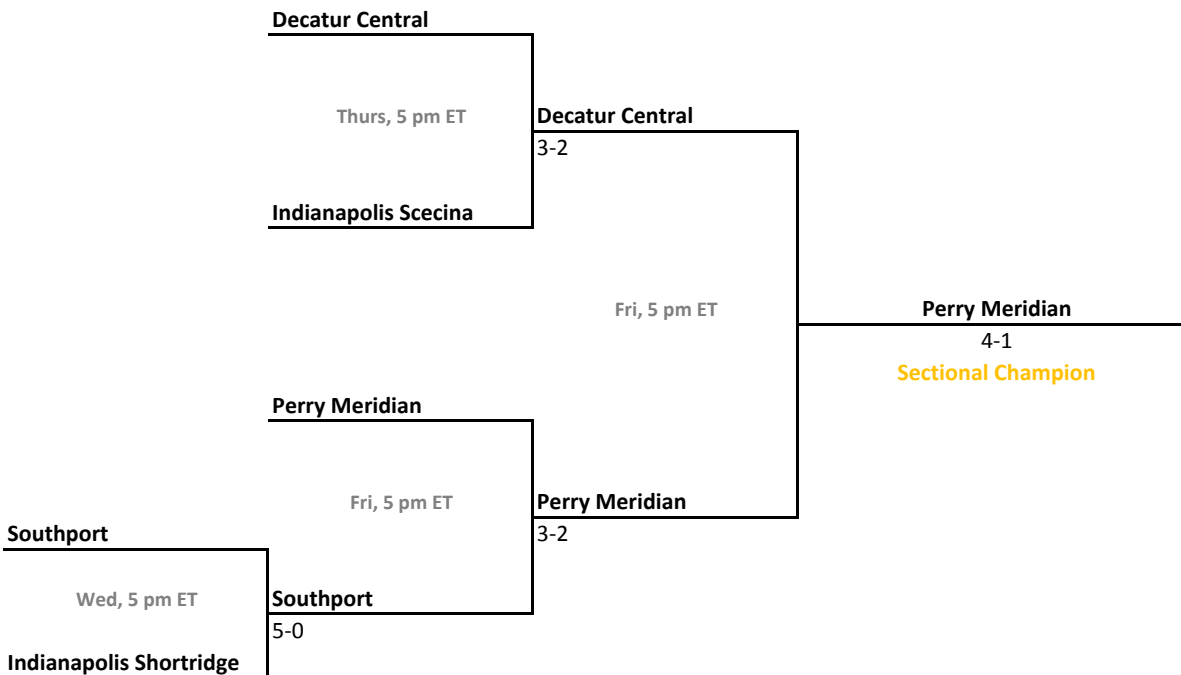 Decatur Central
Thurs, 5 pm ET
Decatur Central
3-2
Indianapolis Scecina
Fri, 5 pm ET
Perry Meridian
4-1
Sectional Champion
Perry Meridian
Fri, 5 pm ET
Perry Meridian
3-2
Southport
Wed, 5 pm ET
Southport
5-0
Indianapolis Shortridge